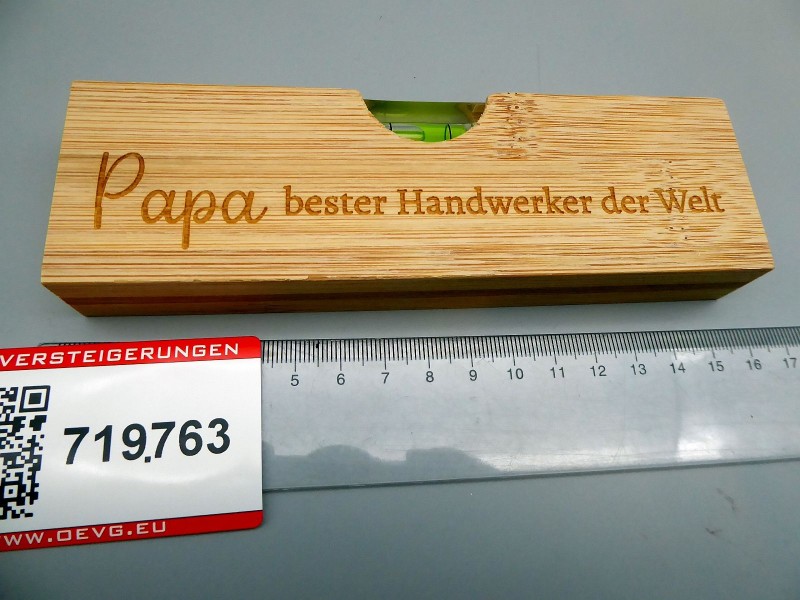 Papa bester Handwerker der Welt
5 6 7 8 9 10 11 12 13 14 15 16 17
VERSTEIGERUNGEN
719.763
WWW.OEVG.EU